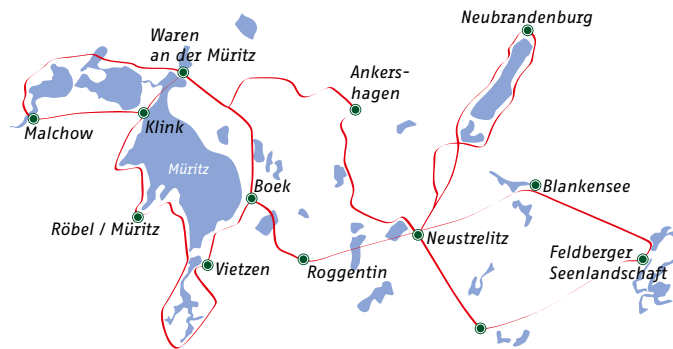 Neubrandenburg
Waren
an der Müritz
Ankers-
hagen
Malchow
Klink
Müritz
Boek
Blankensee
Röbel / Müritz
Neustrelitz
Vietzen
Roggentin
Feldberger
Seenlandschaft